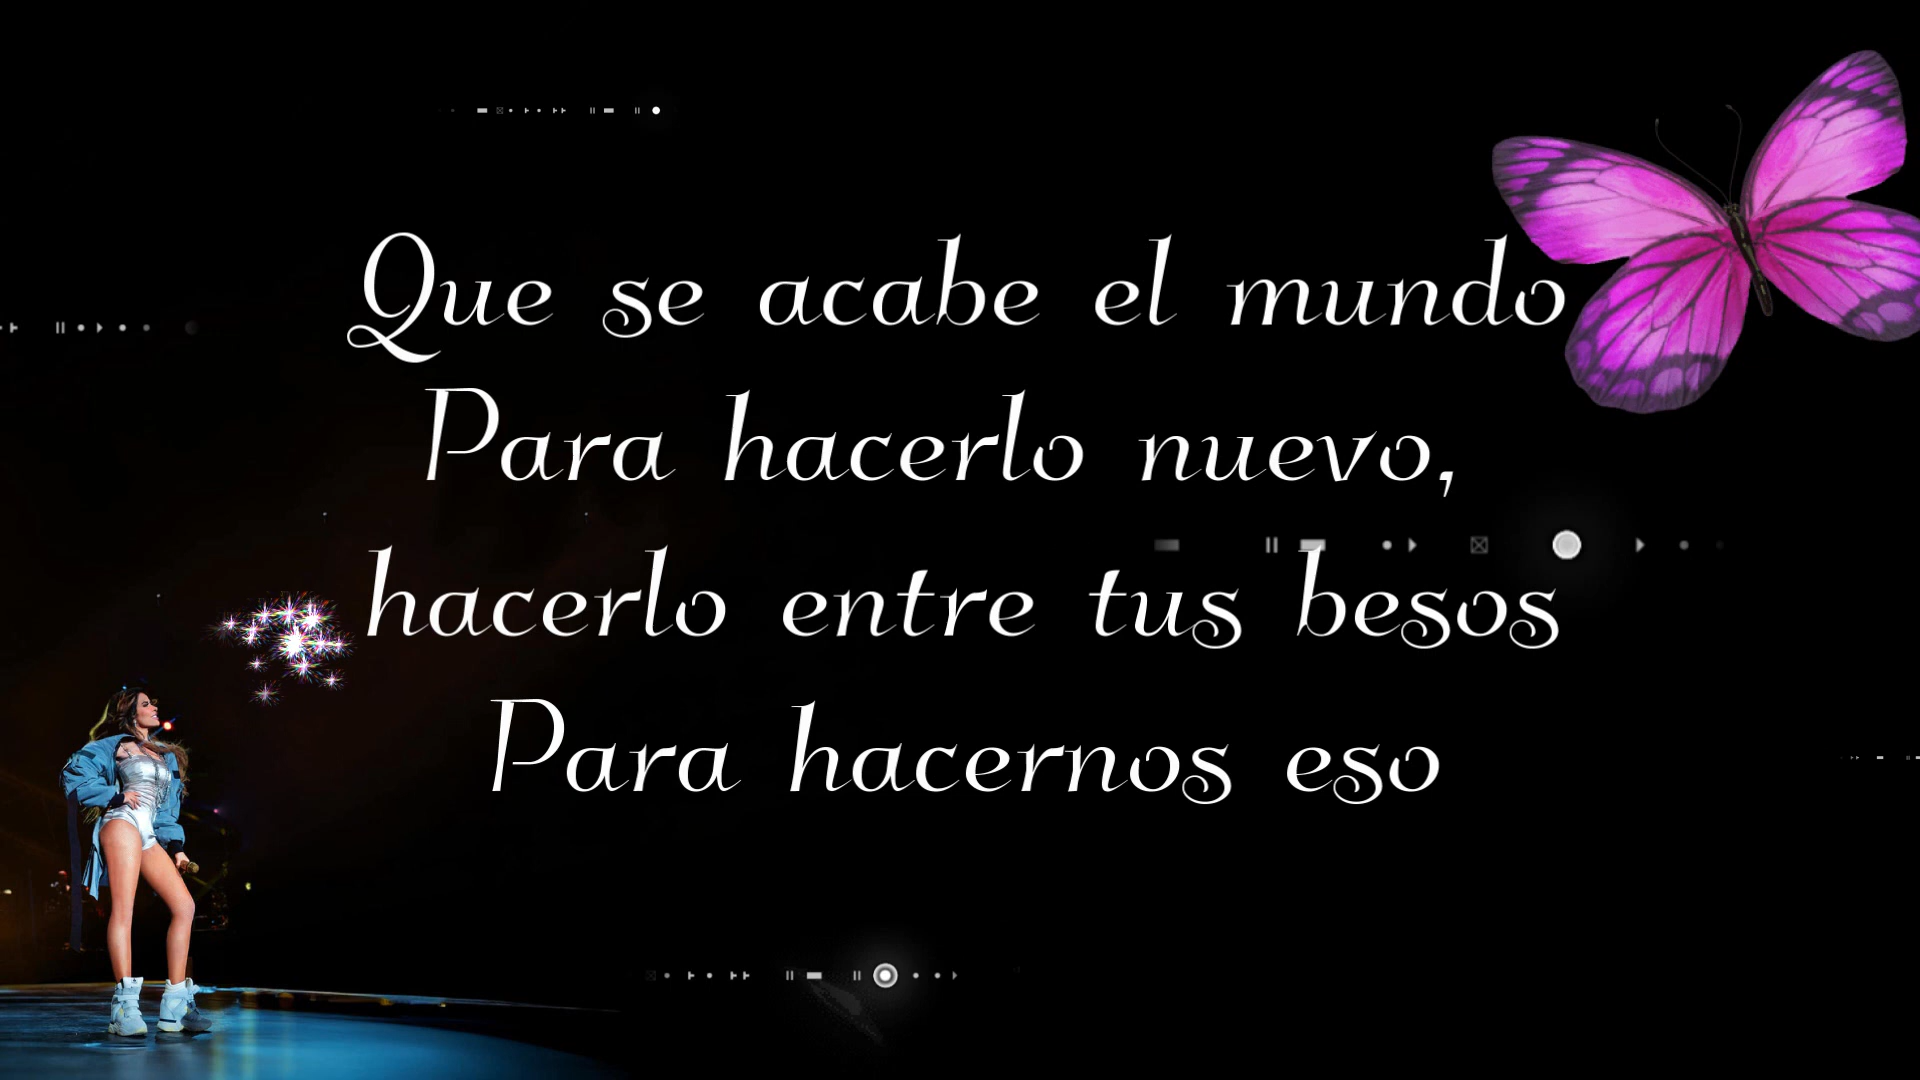 Que se acabe el mundo
Para hacerlo nuevo,
hacerlo entre tus besos
Para hacernos eso